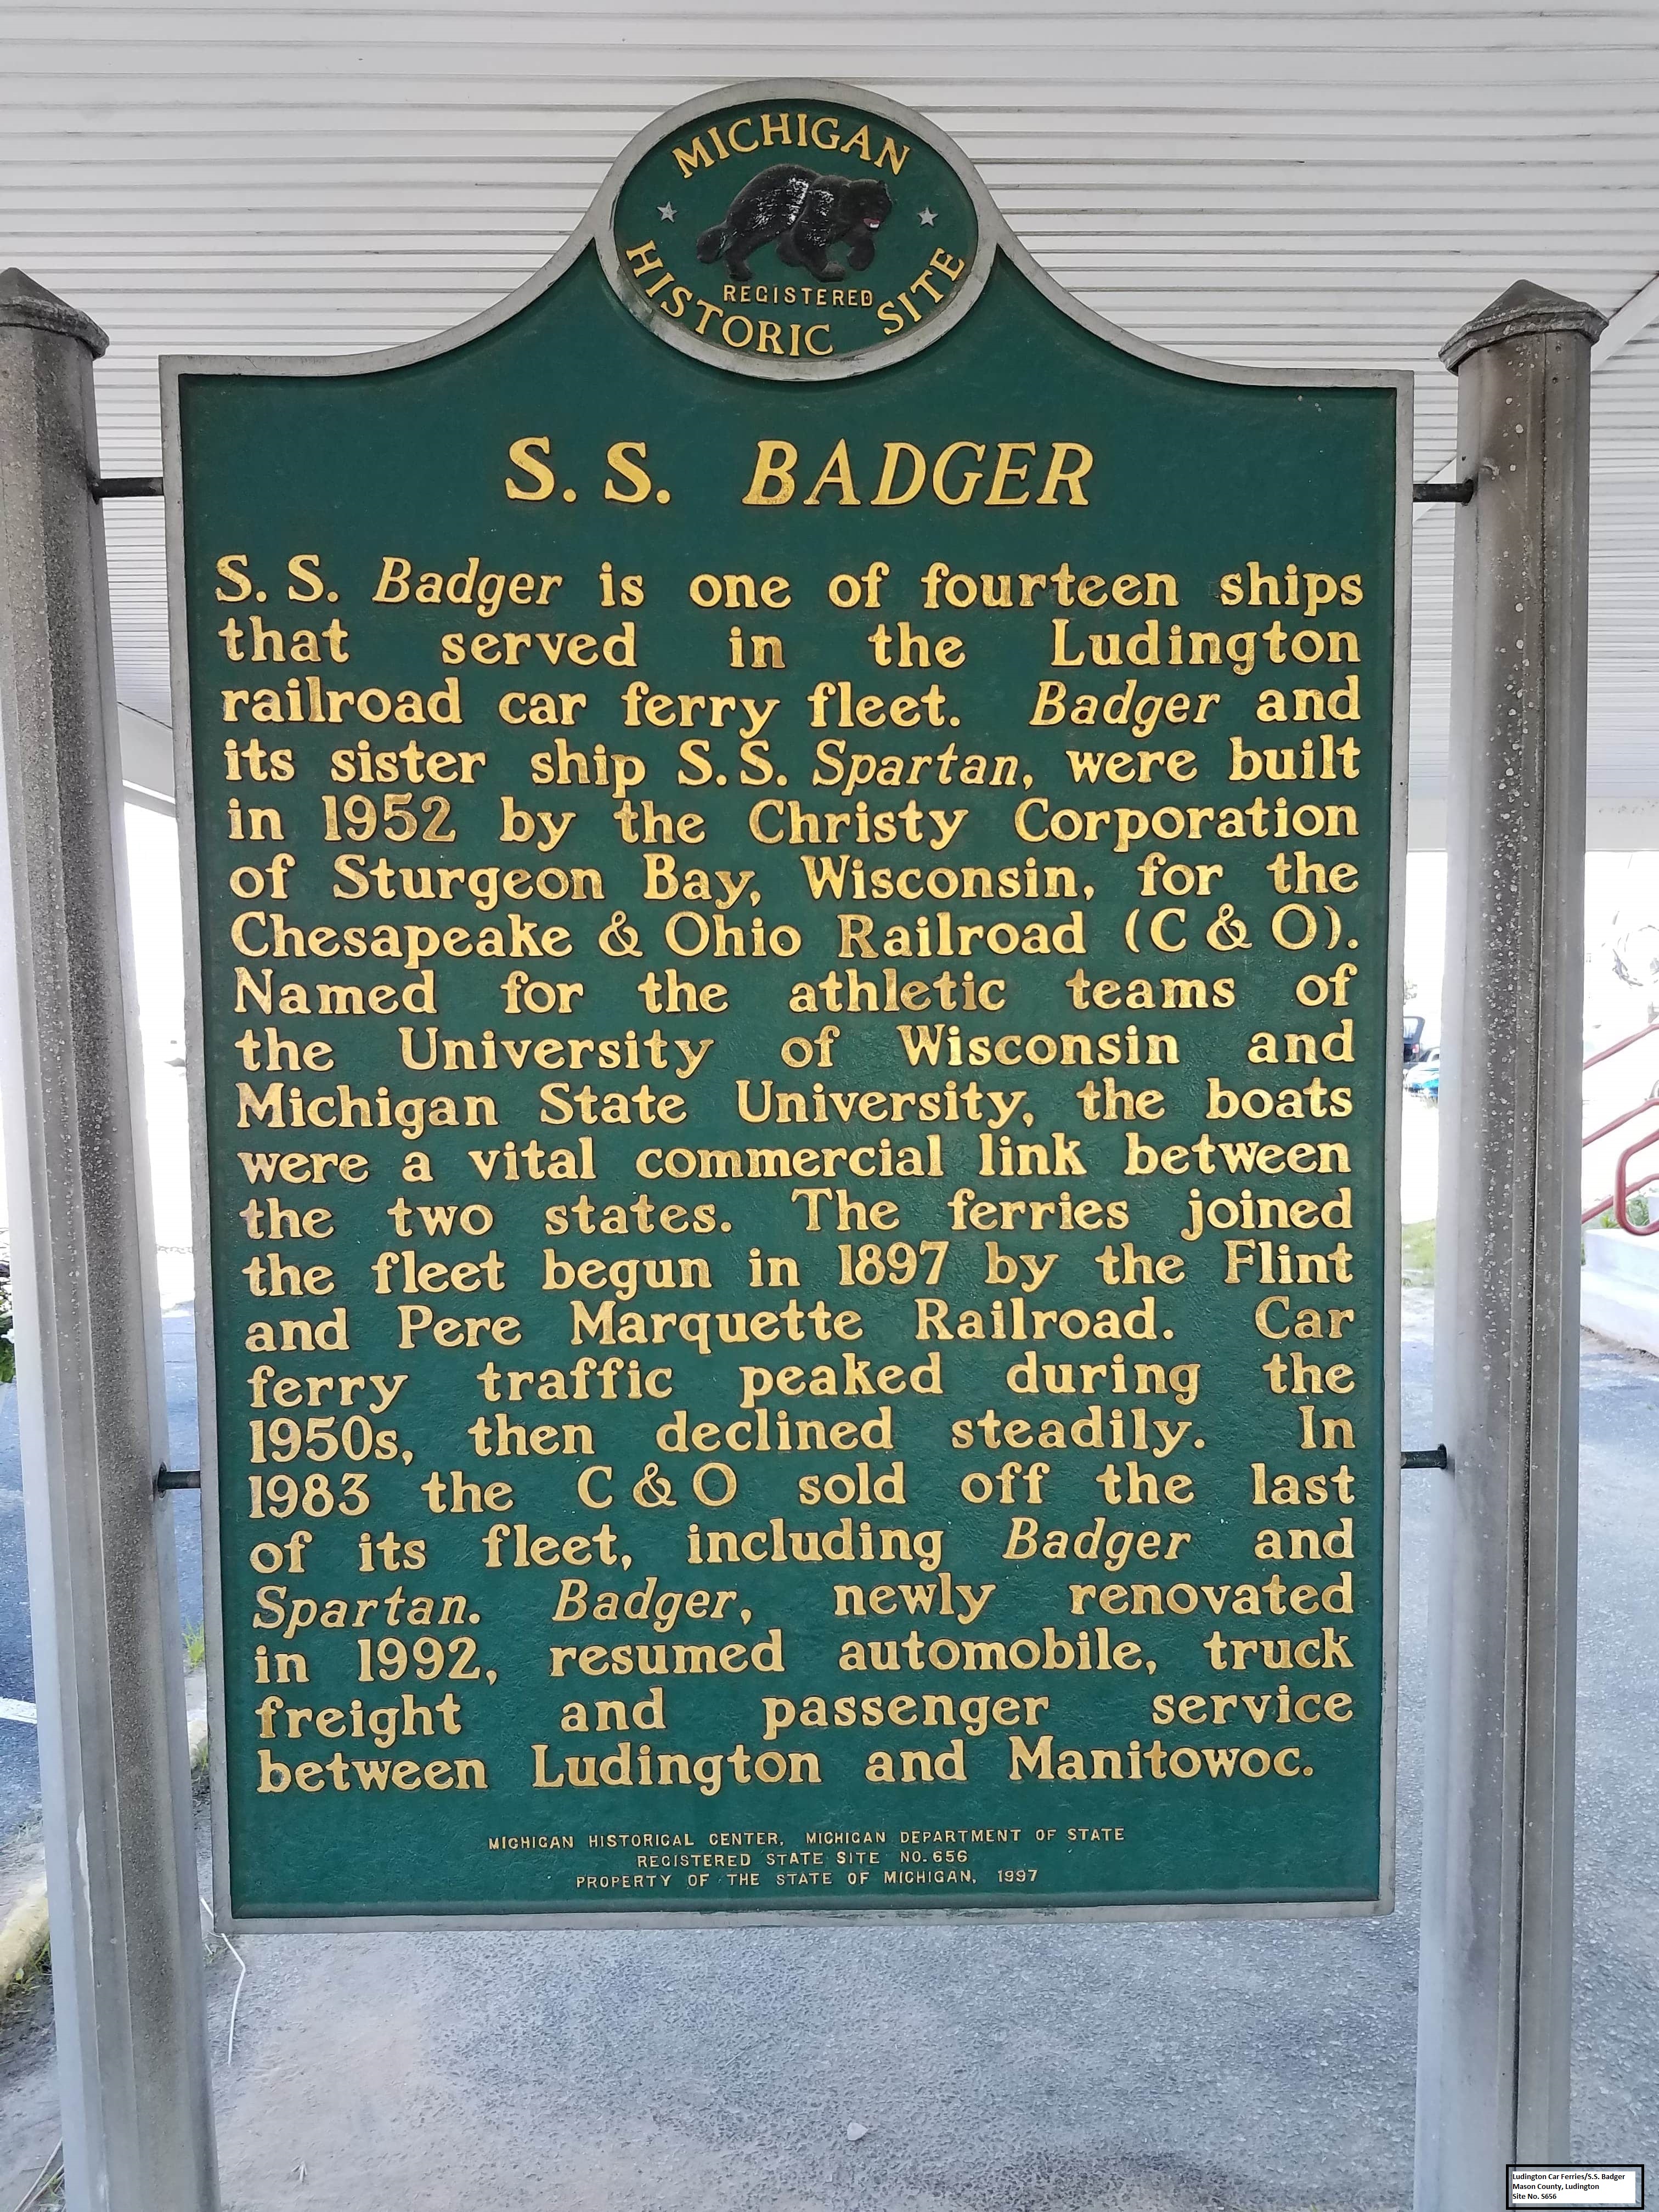 MICHIGAN
REGISTERED
HISTORIC SITE
S. S. BADGER
S. S. Badger is one of fourteen ships
that served in the Ludington
railroad car ferry fleet. Badger and
its sister ship S. S. Spartan, were built
in 1952 by the Christy Corporation
of Sturgeon Bay, Wisconsin, for the
Chesapeake & Ohio Railroad (C & O).
Named for the athletic teams of
the University of Wisconsin and
Michigan State University, the boats
were a vital commercial link between
the two states. The ferries joined
the fleet begun in 1897 by the Flint
and Pere Marquette Railroad. Car
ferry traffic peaked during the
1950s, then declined steadily. In
1983 the C & O sold off the last
of its fleet, including Badger and
Spartan. Badger, newly renovated
in 1992, resumed automobile, truck
freight and passenger service
between Ludington and Manitowoc.
MICHIGAN HISTORICAL CENTER, MICHIGAN DEPARTMENT OF STATE
REGISTERED STATE SITE NO. 656
PROPERTY OF THE STATE OF MICHIGAN, 1997
Ludington Car Ferries/S.S. Badger
Mason County, Ludington
Site No. S656